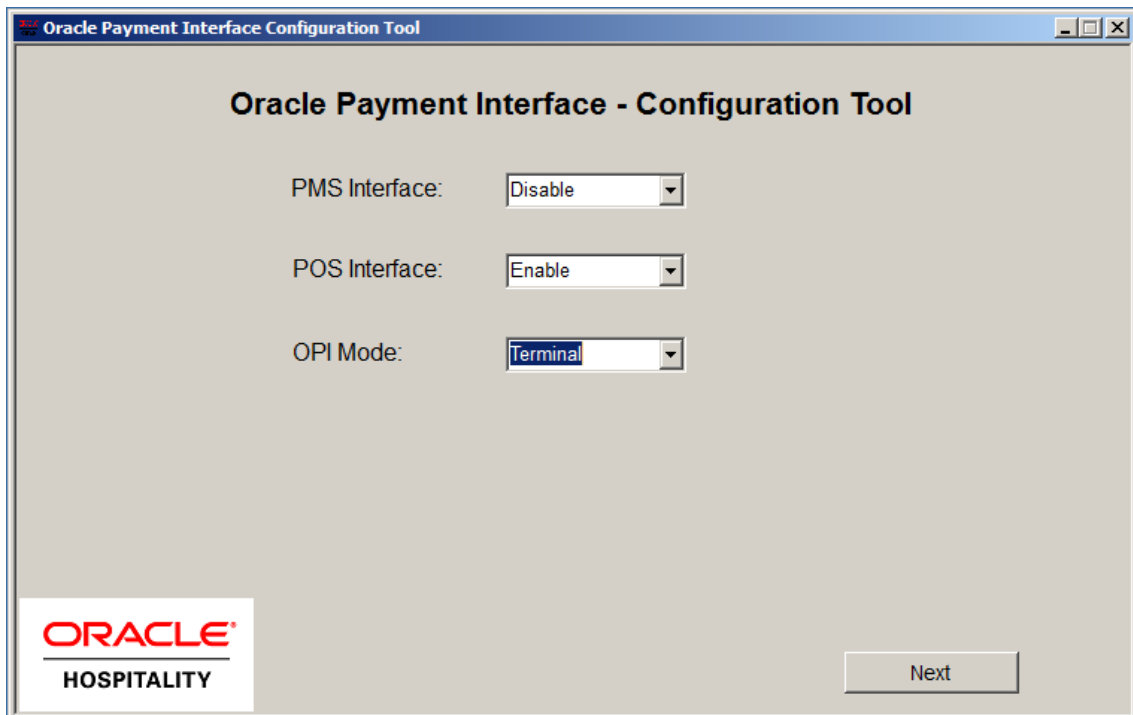 Oracle Payment Interface Configuration Tool
Oracle Payment Interface - Configuration Tool
PMS Interface: Disable
POS Interface: Enable
OPI Mode: Terminal
ORACLE®
HOSPITALITY
Next